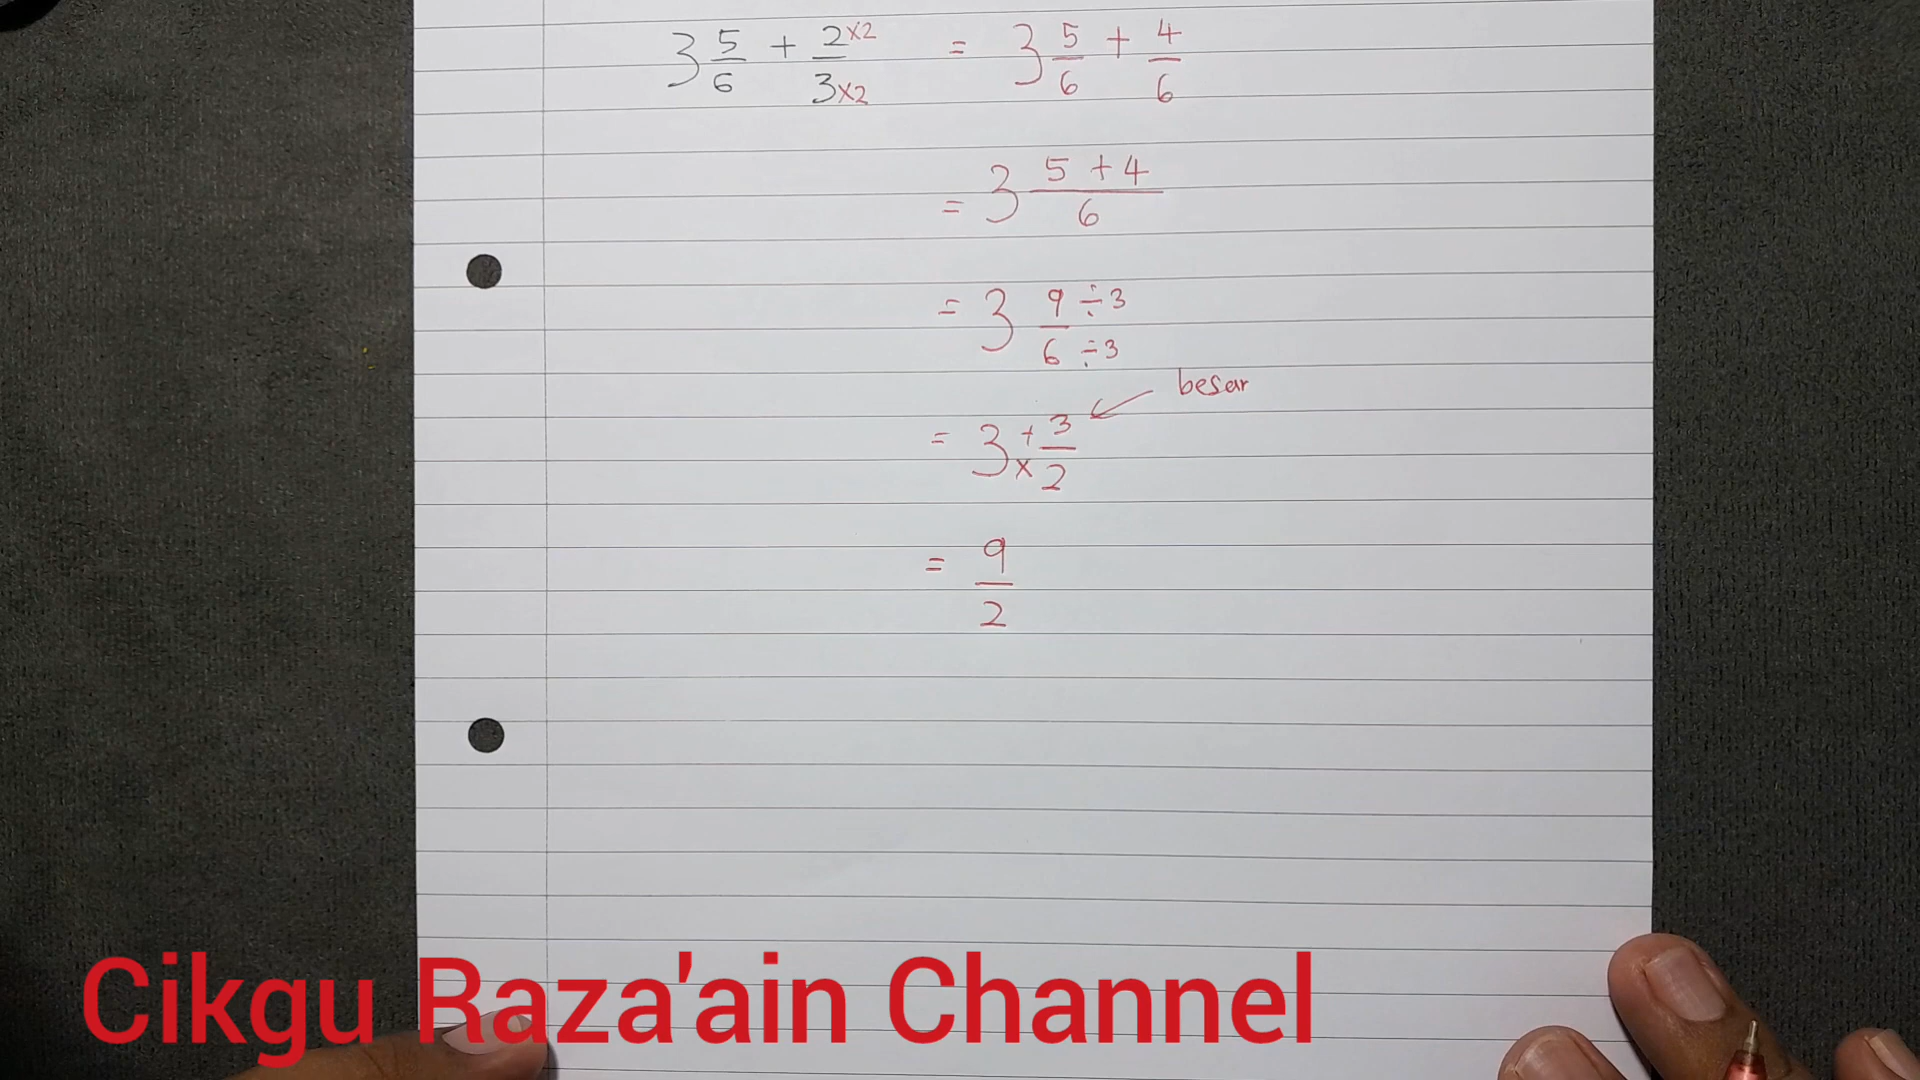 3 5/6 + 2×2/3×2 = 3 5/6 + 4/6
= 3 5+4/6
= 3 9÷3/6÷3
besar
= 3 +× 3/2
= 9/2
Cikgu Raza'ain Channel